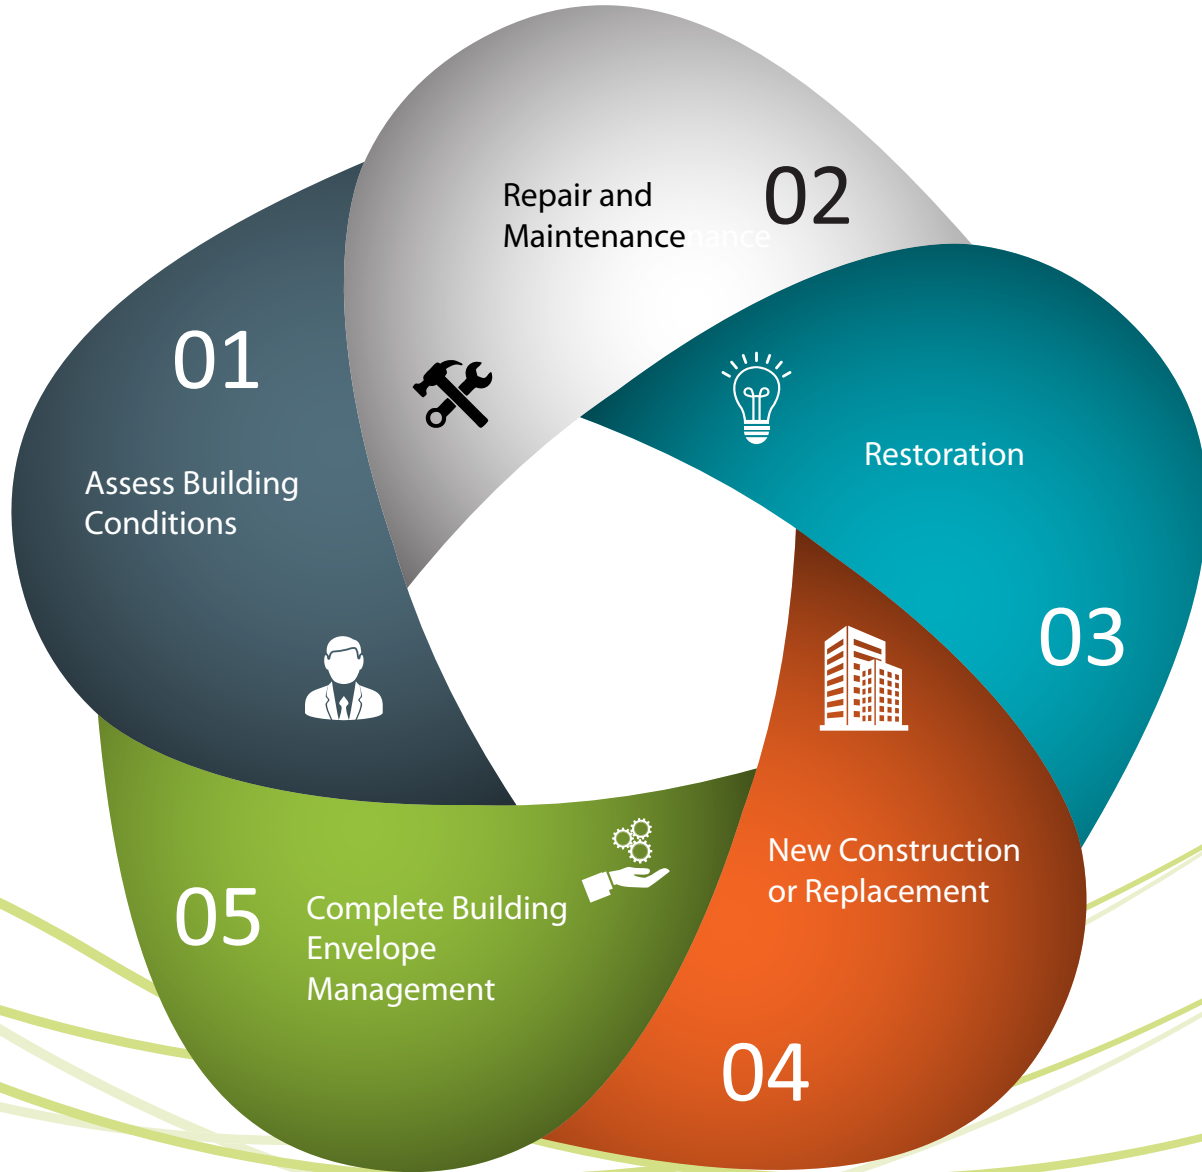 01
Assess Building
Conditions
02
Repair and
Maintenance
nance
03
Restoration
04
New Construction
or Replacement
05
Complete Building
Envelope
Management